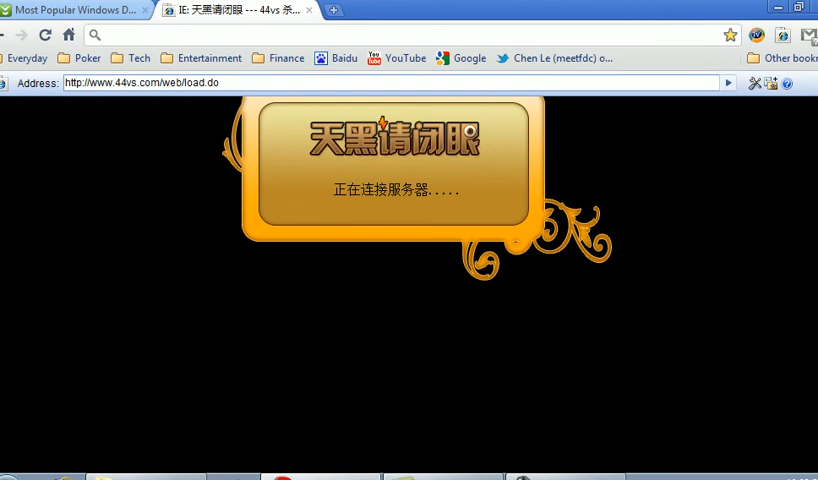 Most Popular Windows D...
IE: 天黑请闭眼 --- 44vs 杀...
Everyday
Poker
Tech
Entertainment
Finance
Baidu
YouTube
Google
Chen Le (meetfdc) o...
Other bookm
Address:
http://www.44vs.com/web/load.do
天黑请闭眼
正在连接服务器.....